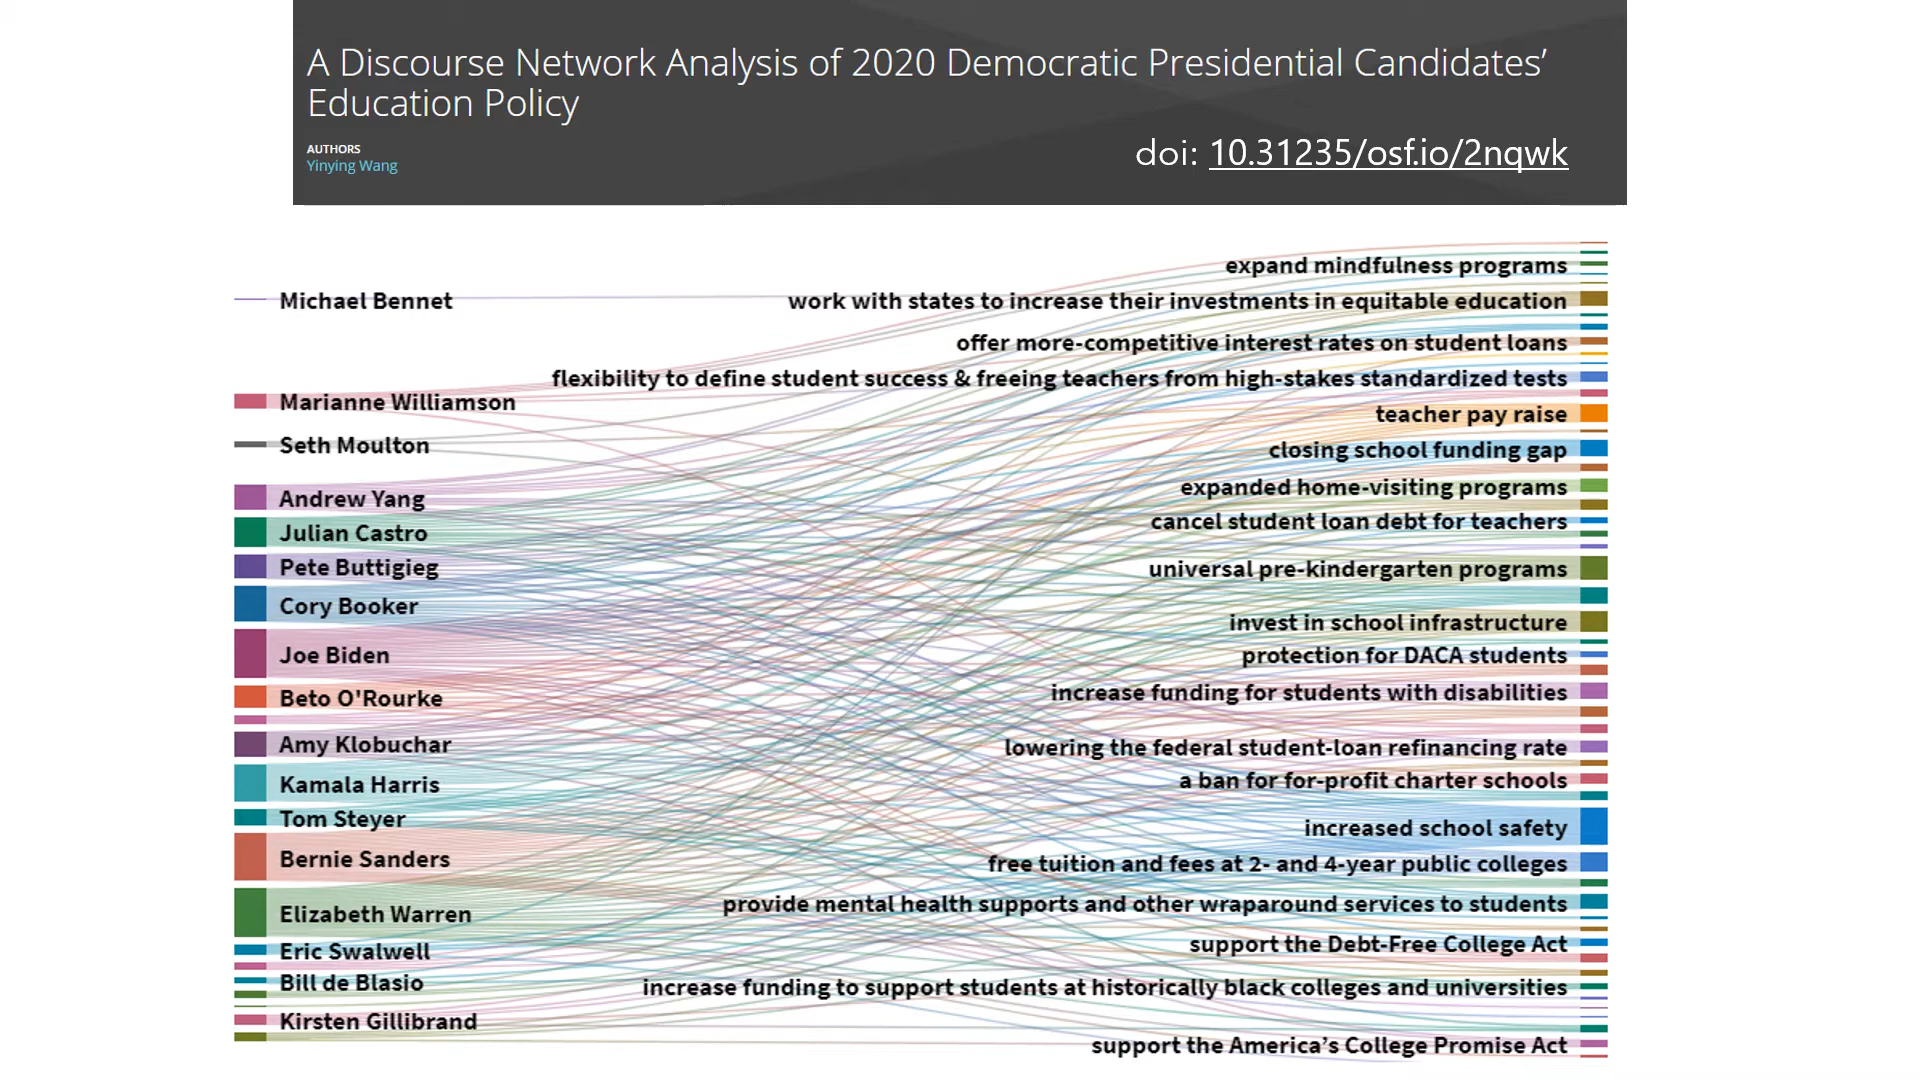 A Discourse Network Analysis of 2020 Democratic Presidential Candidates’
Education Policy
AUTHORS
Yinying Wang
doi: 10.31235/osf.io/2nqwk
Michael Bennet
Marianne Williamson
Seth Moulton
Andrew Yang
Julian Castro
Pete Buttigieg
Cory Booker
Joe Biden
Beto O'Rourke
Amy Klobuchar
Kamala Harris
Tom Steyer
Bernie Sanders
Elizabeth Warren
Eric Swalwell
Bill de Blasio
Kirsten Gillibrand
expand mindfulness programs
work with states to increase their investments in equitable education
offer more-competitive interest rates on student loans
flexibility to define student success & freeing teachers from high-stakes standardized tests
teacher pay raise
closing school funding gap
expanded home-visiting programs
cancel student loan debt for teachers
universal pre-kindergarten programs
invest in school infrastructure
protection for DACA students
increase funding for students with disabilities
lowering the federal student-loan refinancing rate
a ban for for-profit charter schools
increased school safety
free tuition and fees at 2- and 4-year public colleges
provide mental health supports and other wraparound services to students
support the Debt-Free College Act
increase funding to support students at historically black colleges and universities
support the America’s College Promise Act